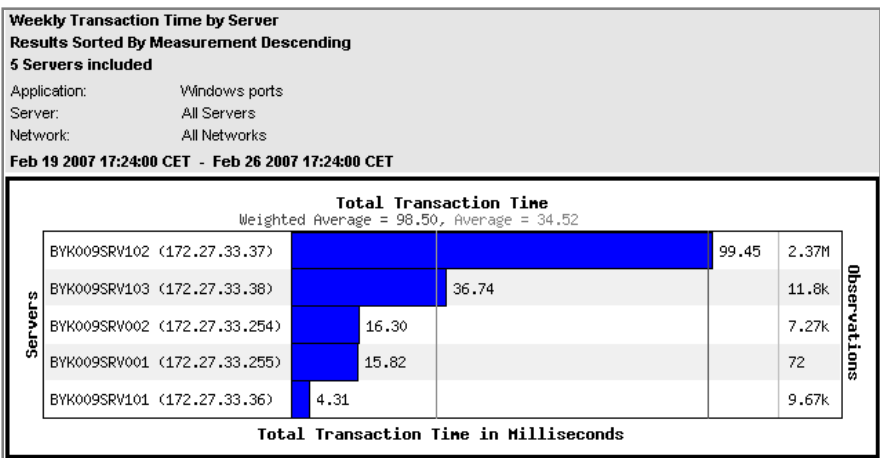 Weekly Transaction Time by Server
Results Sorted By Measurement Descending
5 Servers included
Application: Windows ports
Server: All Servers
Network: All Networks
Feb 19 2007 17:24:00 CET - Feb 26 2007 17:24:00 CET
Total Transaction Time
Weighted Average = 98.50, Average = 34.52
Servers
BYK009SRV102 (172.27.33.37) 99.45 2.37M
BYK009SRV103 (172.27.33.38) 36.74 11.8k
BYK009SRV002 (172.27.33.254) 16.30 7.27k
BYK009SRV001 (172.27.33.255) 15.82 72
BYK009SRV101 (172.27.33.36) 4.31 9.67k
Observations
Total Transaction Time in Milliseconds